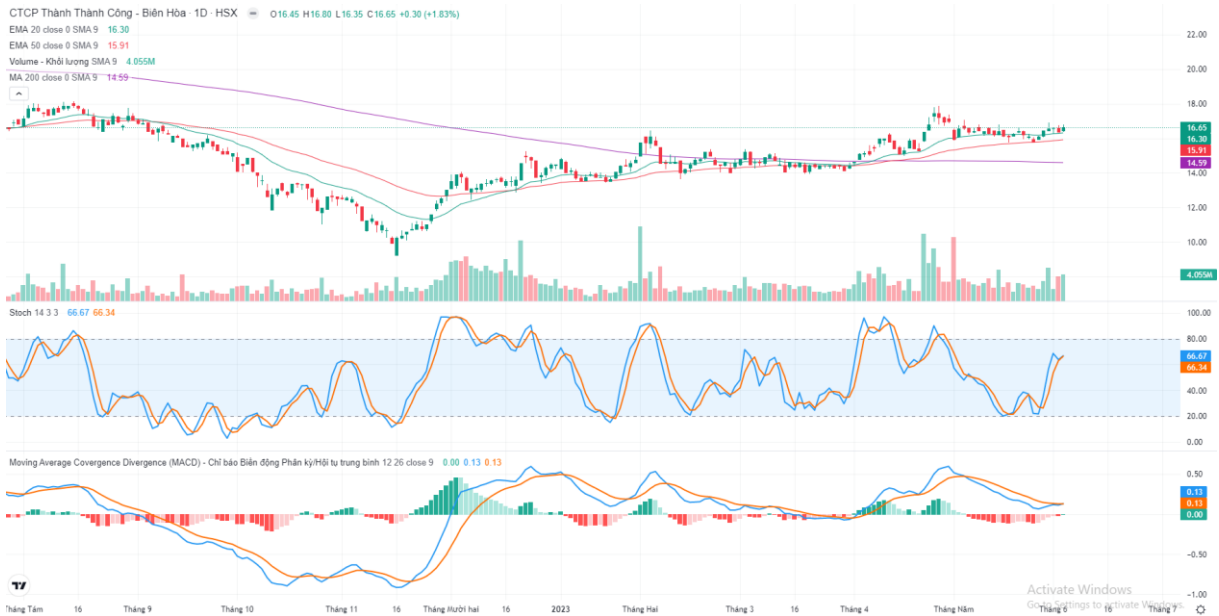 CTCP Thành Thành Công - Biên Hòa · 1D · HSX O16.45 H16.80 L16.35 C16.65 +0.30 (+1.83%)
EMA 20 close 0 SMA 9 16.30
EMA 50 close 0 SMA 9 15.91
Volume - Khối lượng SMA 9 4.055M
MA 200 close 0 SMA 9 14.59
22.00
20.00
18.00
16.65
16.30
15.91
14.59
14.00
12.00
10.00
4.055M
Stoch 14 3 3 66.67 66.34
100.00
80.00
66.67
66.34
40.00
20.00
0.00
Moving Average Covergence Divergence (MACD) - Chỉ báo Biến động Phân kỳ/Hội tụ trung bình 12 26 close 9 0.00 0.13 0.13
0.50
0.13
0.13
0.00
-0.50
-1.00
Activate Windows
Go to Settings to activate Windows.
Tháng Tám 16 Tháng 9 Tháng 10 Tháng 11 16 Tháng Mười hai 16 2023 Tháng Hai Tháng 3 16 Tháng 4 Tháng Năm 16 Tháng 6 16 Tháng 7